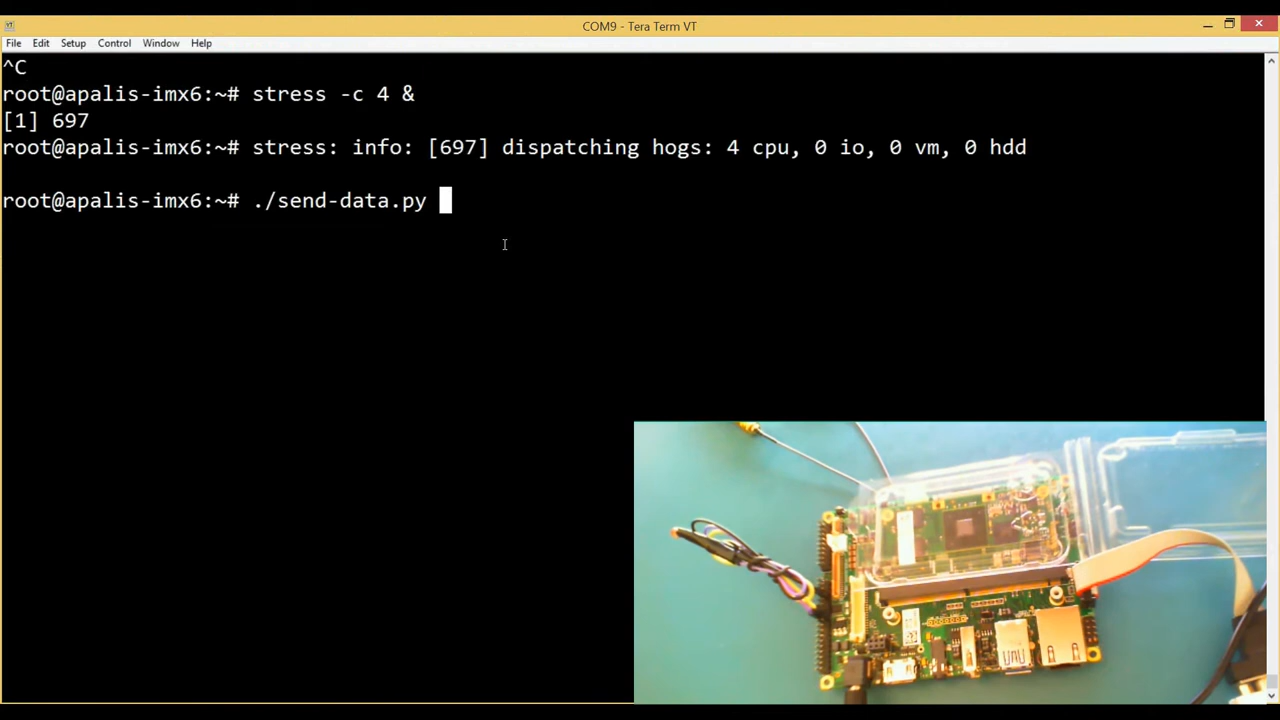 VT
COM9 - Tera Term VT
File Edit Setup Control Window Help
^C
root@apalis-imx6:~# stress -c 4 &
[1] 697
root@apalis-imx6:~# stress: info: [697] dispatching hogs: 4 cpu, 0 io, 0 vm, 0 hdd
root@apalis-imx6:~# ./send-data.py